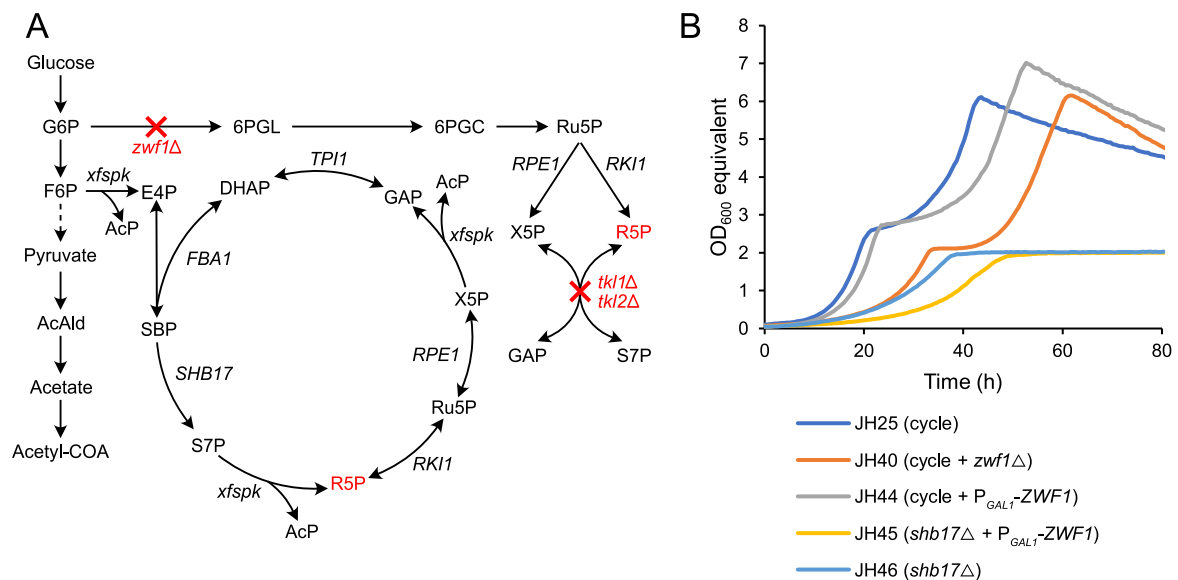 A
Glucose
G6P
6PGL
6PGC
Ru5P
zwf1Δ
F6P
xfspk
E4P
AcP
DHAP
TPI1
GAP
AcP
xfspk
RPE1
RKI1
X5P
R5P
Pyruvate
FBA1
tkl1Δ
tkl2Δ
AcAld
SBP
X5P
GAP
S7P
SHB17
RPE1
Acetate
Ru5P
Acetyl-COA
S7P
RKI1
xfspk
R5P
AcP
B
OD600 equivalent
8
7
6
5
4
3
2
1
0
0 20 40 60 80
Time (h)
JH25 (cycle)
JH40 (cycle + zwf1△)
JH44 (cycle + PGAL1-ZWF1)
JH45 (shb17△ + PGAL1-ZWF1)
JH46 (shb17△)